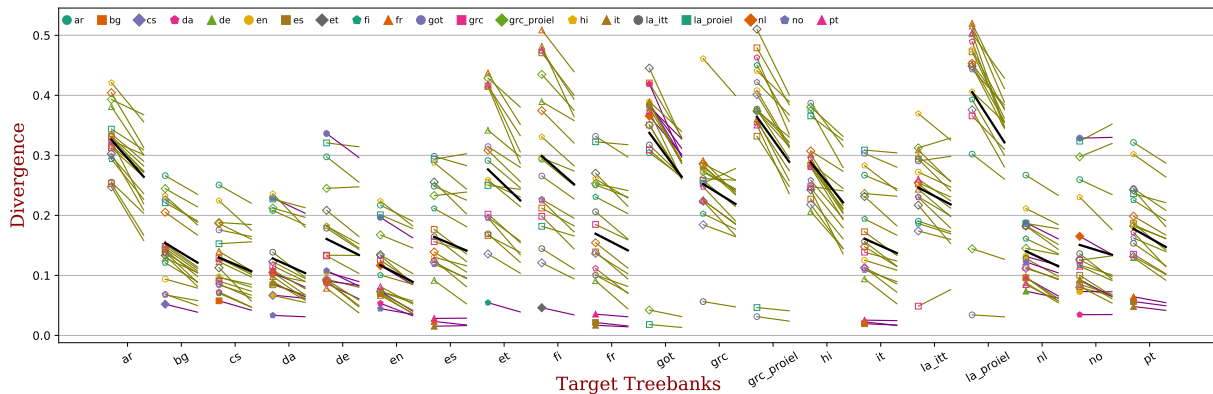 ar bg cs da de en es et fi fr got grc grc_proiel hi it la_itt la_proiel nl no pt
0.5
0.4
0.3
0.2
0.1
0.0
Divergence
ar bg cs da de en es et fi fr got grc grc_proiel hi it la_itt la_proiel nl no pt
Target Treebanks